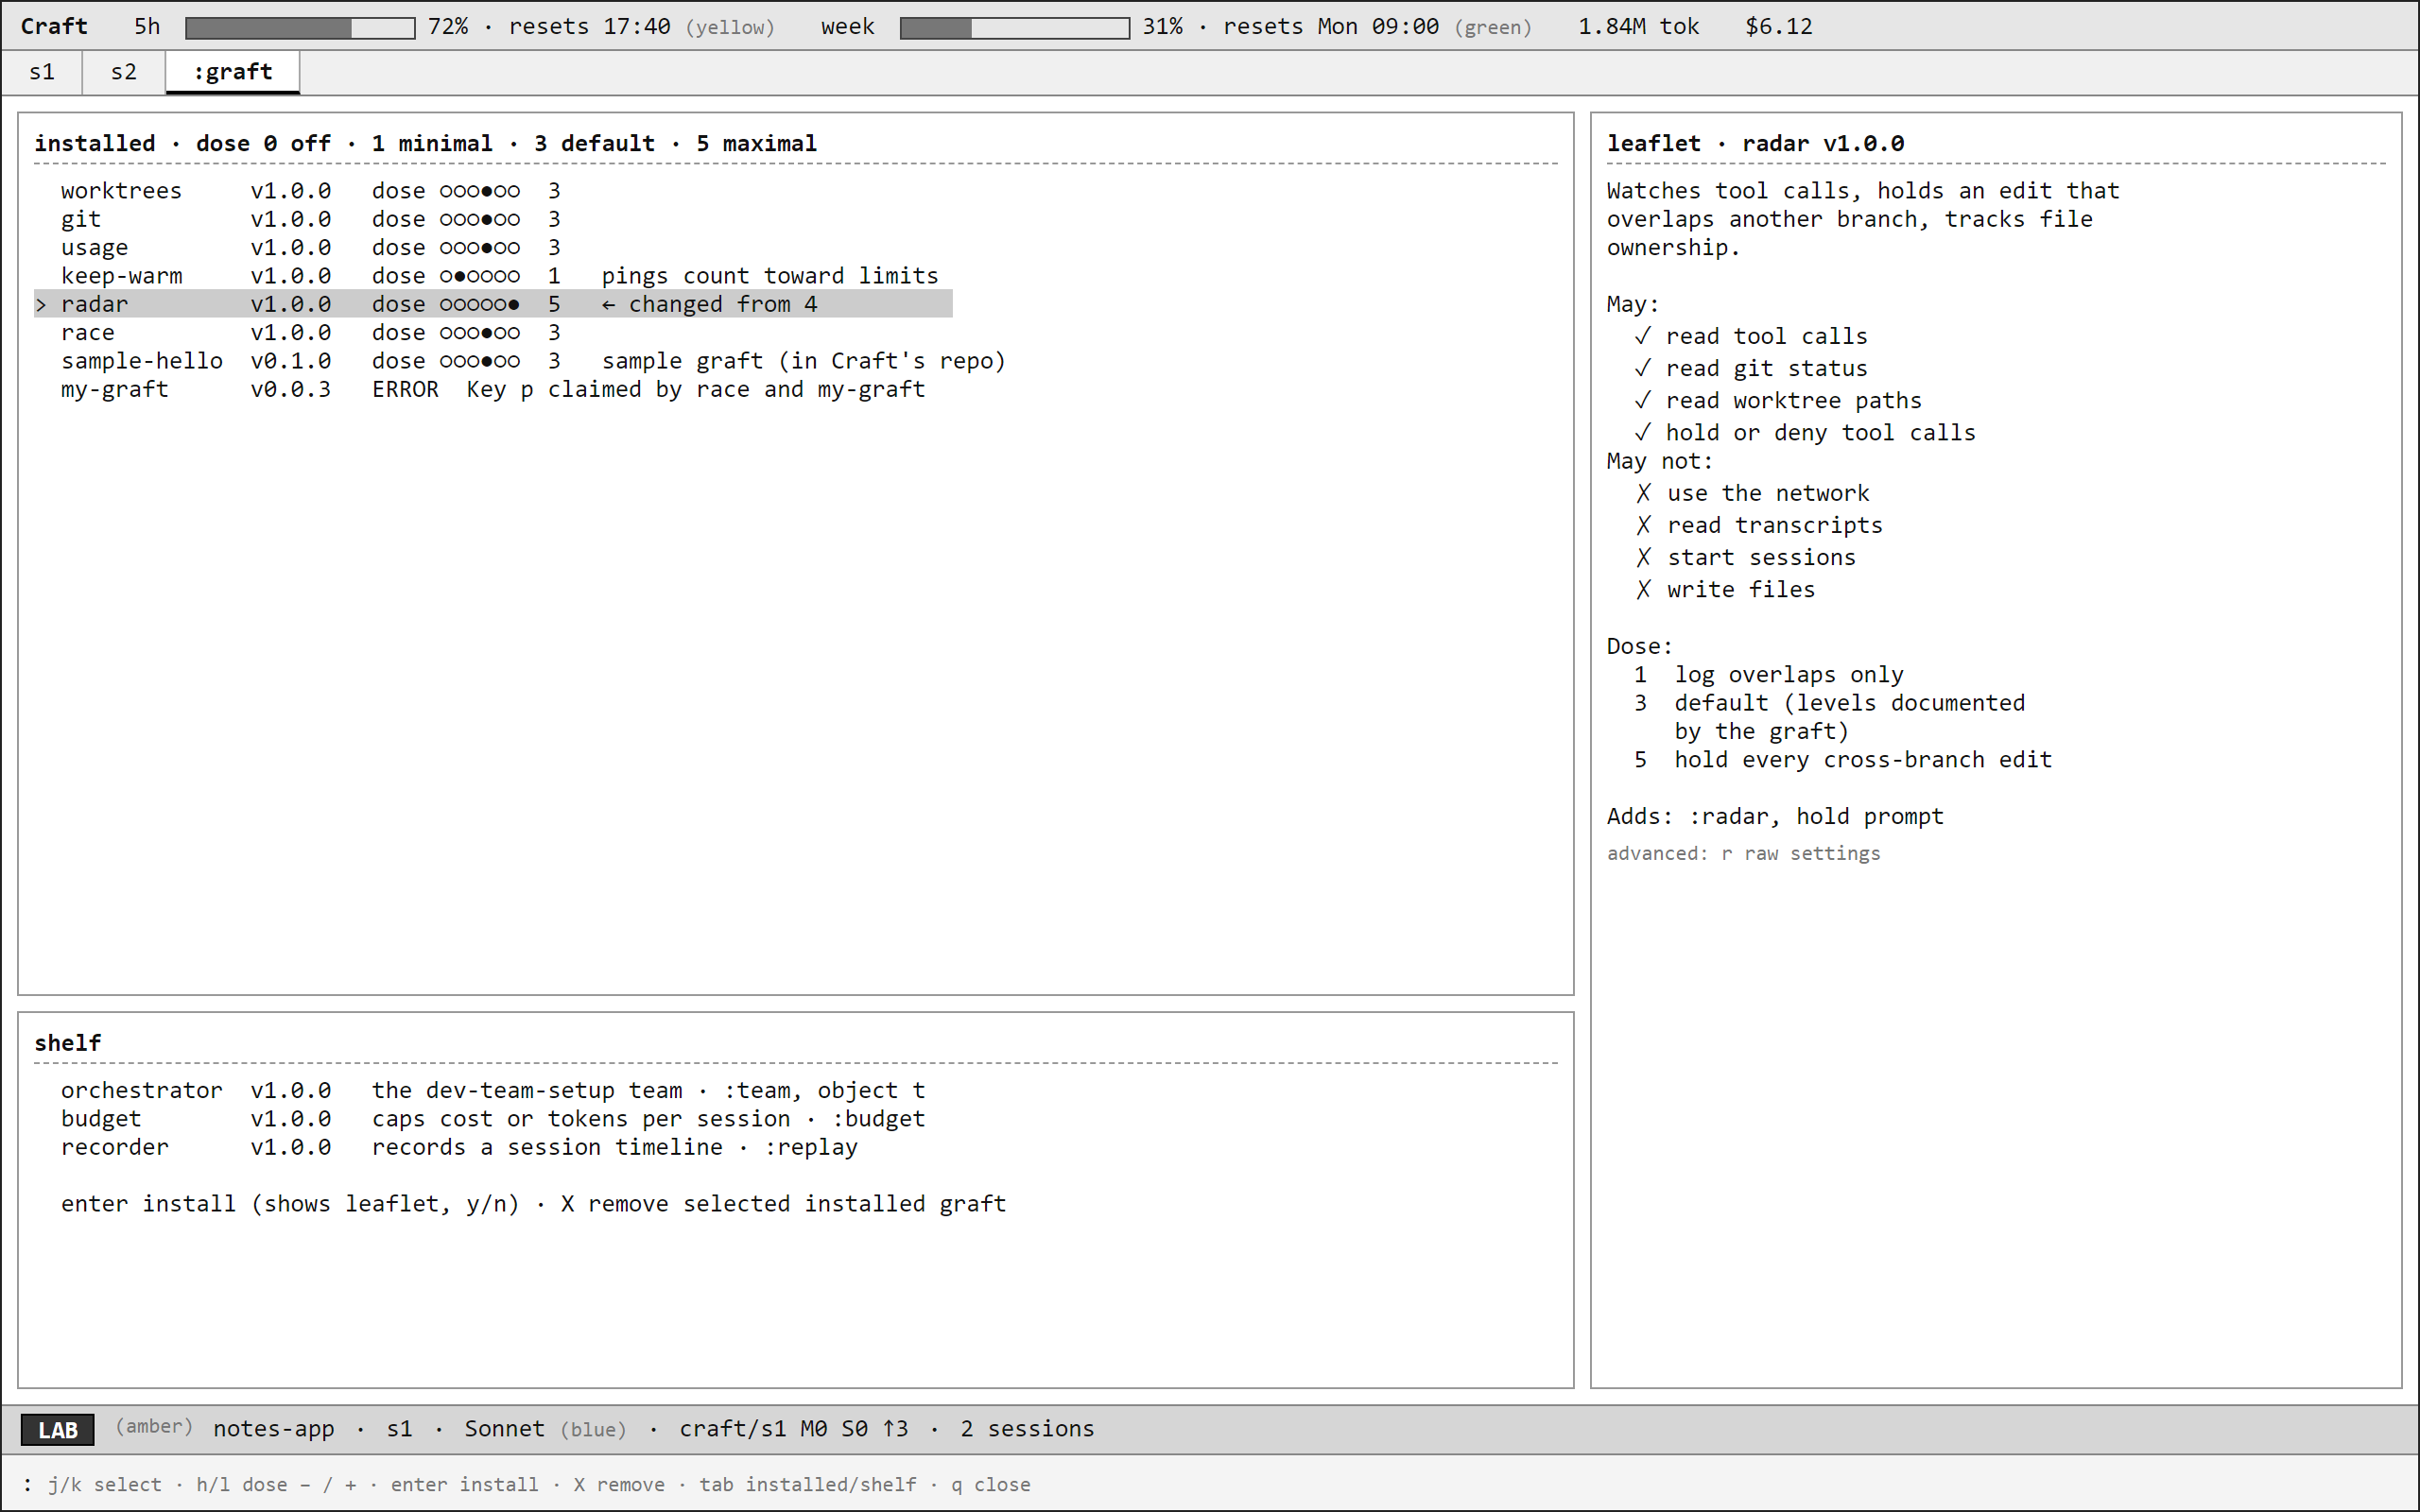 Craft 5h 72% · resets 17:40 (yellow) week 31% · resets Mon 09:00 (green) 1.84M tok $6.12
s1 s2 :graft
installed · dose 0 off · 1 minimal · 3 default · 5 maximal
worktrees v1.0.0 dose ○○○●○○ 3
git v1.0.0 dose ○○○●○○ 3
usage v1.0.0 dose ○○○●○○ 3
keep-warm v1.0.0 dose ○●○○○○ 1 pings count toward limits
> radar v1.0.0 dose ○○○○○● 5 ← changed from 4
race v1.0.0 dose ○○○●○○ 3
sample-hello v0.1.0 dose ○○○●○○ 3 sample graft (in Craft's repo)
my-graft v0.0.3 ERROR Key p claimed by race and my-graft
shelf
orchestrator v1.0.0 the dev-team-setup team · :team, object t
budget v1.0.0 caps cost or tokens per session · :budget
recorder v1.0.0 records a session timeline · :replay
enter install (shows leaflet, y/n) · X remove selected installed graft
leaflet · radar v1.0.0
Watches tool calls, holds an edit that
overlaps another branch, tracks file
ownership.
May:
✓ read tool calls
✓ read git status
✓ read worktree paths
✓ hold or deny tool calls
May not:
✗ use the network
✗ read transcripts
✗ start sessions
✗ write files
Dose:
1 log overlaps only
3 default (levels documented
by the graft)
5 hold every cross-branch edit
Adds: :radar, hold prompt
advanced: r raw settings
LAB (amber) notes-app · s1 · Sonnet (blue) · craft/s1 M0 S0 ↑3 · 2 sessions
: j/k select · h/l dose − / + · enter install · X remove · tab installed/shelf · q close